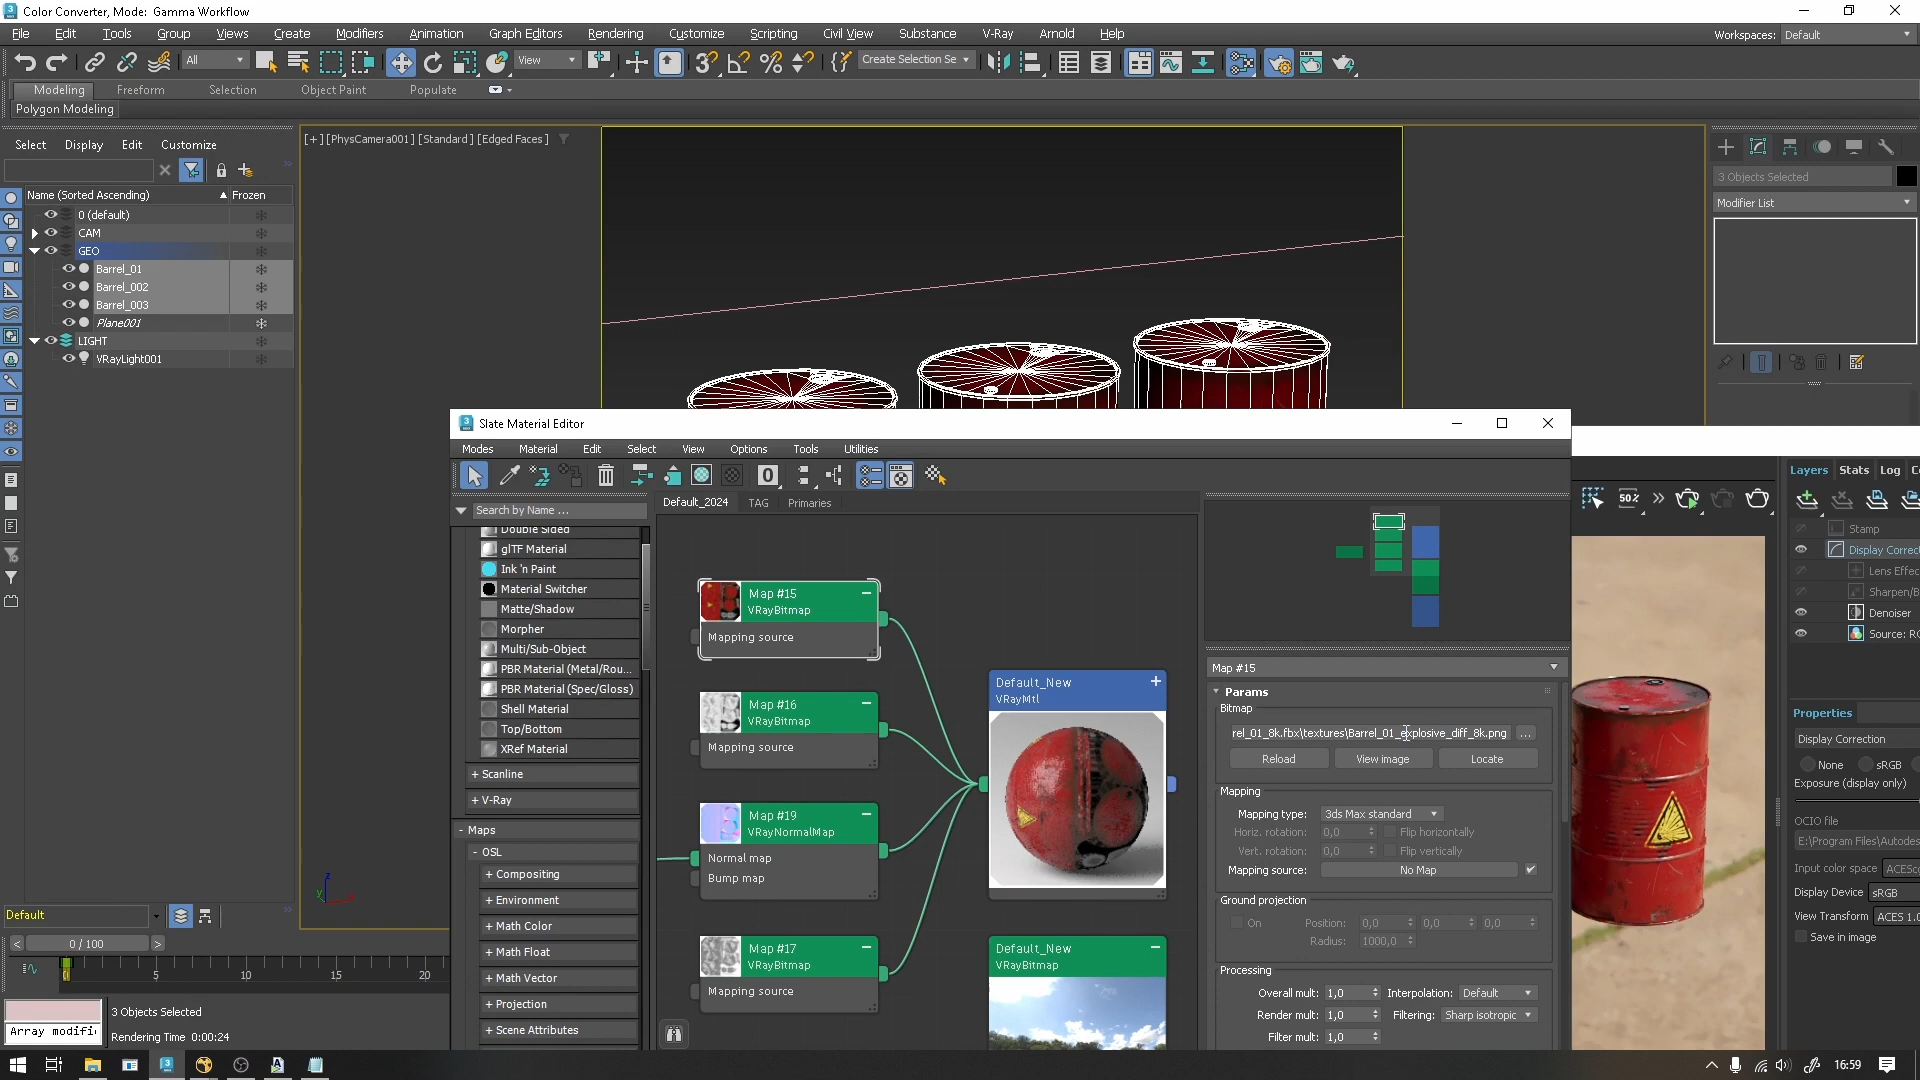 Color Converter, Mode: Gamma Workflow
File Edit Tools Group Views Create Modifiers Animation Graph Editors Rendering Customize Scripting Civil View Substance V-Ray Arnold Help
Workspaces: Default
All
View
Create Selection Se
Modeling Freeform Selection Object Paint Populate
Polygon Modeling
Select Display Edit Customize
[+] [PhysCamera001] [Standard] [Edged Faces]
Name (Sorted Ascending) Frozen
0 (default)
CAM
GEO
Barrel_01
Barrel_002
Barrel_003
Plane001
LIGHT
VRayLight001
3 Objects Selected
Modifier List
Slate Material Editor
Modes Material Edit Select View Options Tools Utilities
Search by Name ...
Default_2024 TAG Primaries
Double Sided
glTF Material
Ink 'n Paint
Material Switcher
Matte/Shadow
Morpher
Multi/Sub-Object
PBR Material (Metal/Rou...
PBR Material (Spec/Gloss)
Shell Material
Top/Bottom
XRef Material
+ Scanline
+ V-Ray
- Maps
- OSL
+ Compositing
+ Environment
+ Math Color
+ Math Float
+ Math Vector
+ Projection
+ Scene Attributes
Map #15
VRayBitmap
Mapping source
Map #16
VRayBitmap
Mapping source
Map #19
VRayNormalMap
Normal map
Bump map
Map #17
VRayBitmap
Mapping source
Default_New
VRayMtl
Default_New
VRayBitmap
Map #15
Params
Bitmap
rel_01_8k.fbx\textures\Barrel_01_explosive_diff_8k.png ...
Reload View image Locate
Mapping
Mapping type: 3ds Max standard
Horiz. rotation: 0,0 Flip horizontally
Vert. rotation: 0,0 Flip vertically
Mapping source: No Map
Ground projection
On Position: 0,0 0,0 0,0
Radius: 1000,0
Processing
Overall mult: 1,0 Interpolation: Default
Render mult: 1,0 Filtering: Sharp isotropic
Filter mult: 1,0
50%
Layers Stats Log
Stamp
Display Correc
Lens Effec
Sharpen/B
Denoiser
Source: RG
Properties
Display Correction
None sRGB
Exposure (display only)
OCIO file
E:\Program Files\Autodes
Input color space ACESc
Display Device sRGB
View Transform ACES 1.0
Save in image
Default
< 0 / 100 >
0 5 10 15 20
3 Objects Selected
Array modifi
Rendering Time 0:00:24
16:59